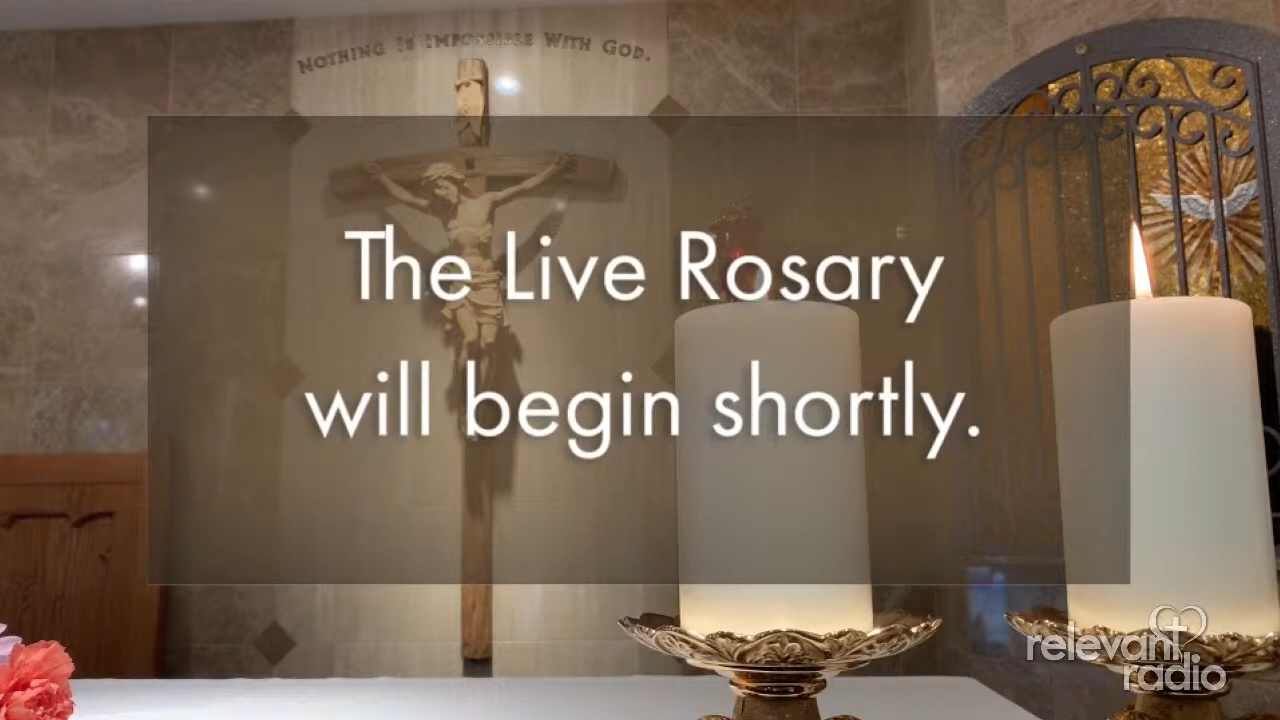 NOTHING IS IMPOSSIBLE WITH GOD.
The Live Rosary
will begin shortly.
relevant
radio